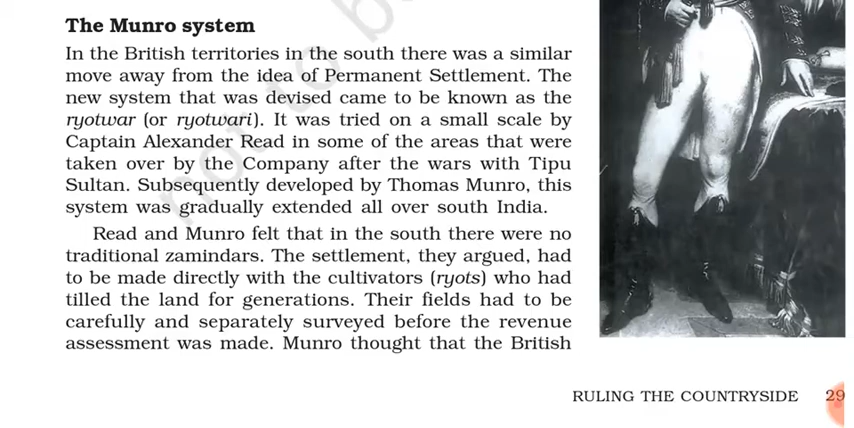 The Munro system
In the British territories in the south there was a similar
move away from the idea of Permanent Settlement. The
new system that was devised came to be known as the
ryotwar (or ryotwari). It was tried on a small scale by
Captain Alexander Read in some of the areas that were
taken over by the Company after the wars with Tipu
Sultan. Subsequently developed by Thomas Munro, this
system was gradually extended all over south India.
Read and Munro felt that in the south there were no
traditional zamindars. The settlement, they argued, had
to be made directly with the cultivators (ryots) who had
tilled the land for generations. Their fields had to be
carefully and separately surveyed before the revenue
assessment was made. Munro thought that the British
RULING THE COUNTRYSIDE 29
not to b